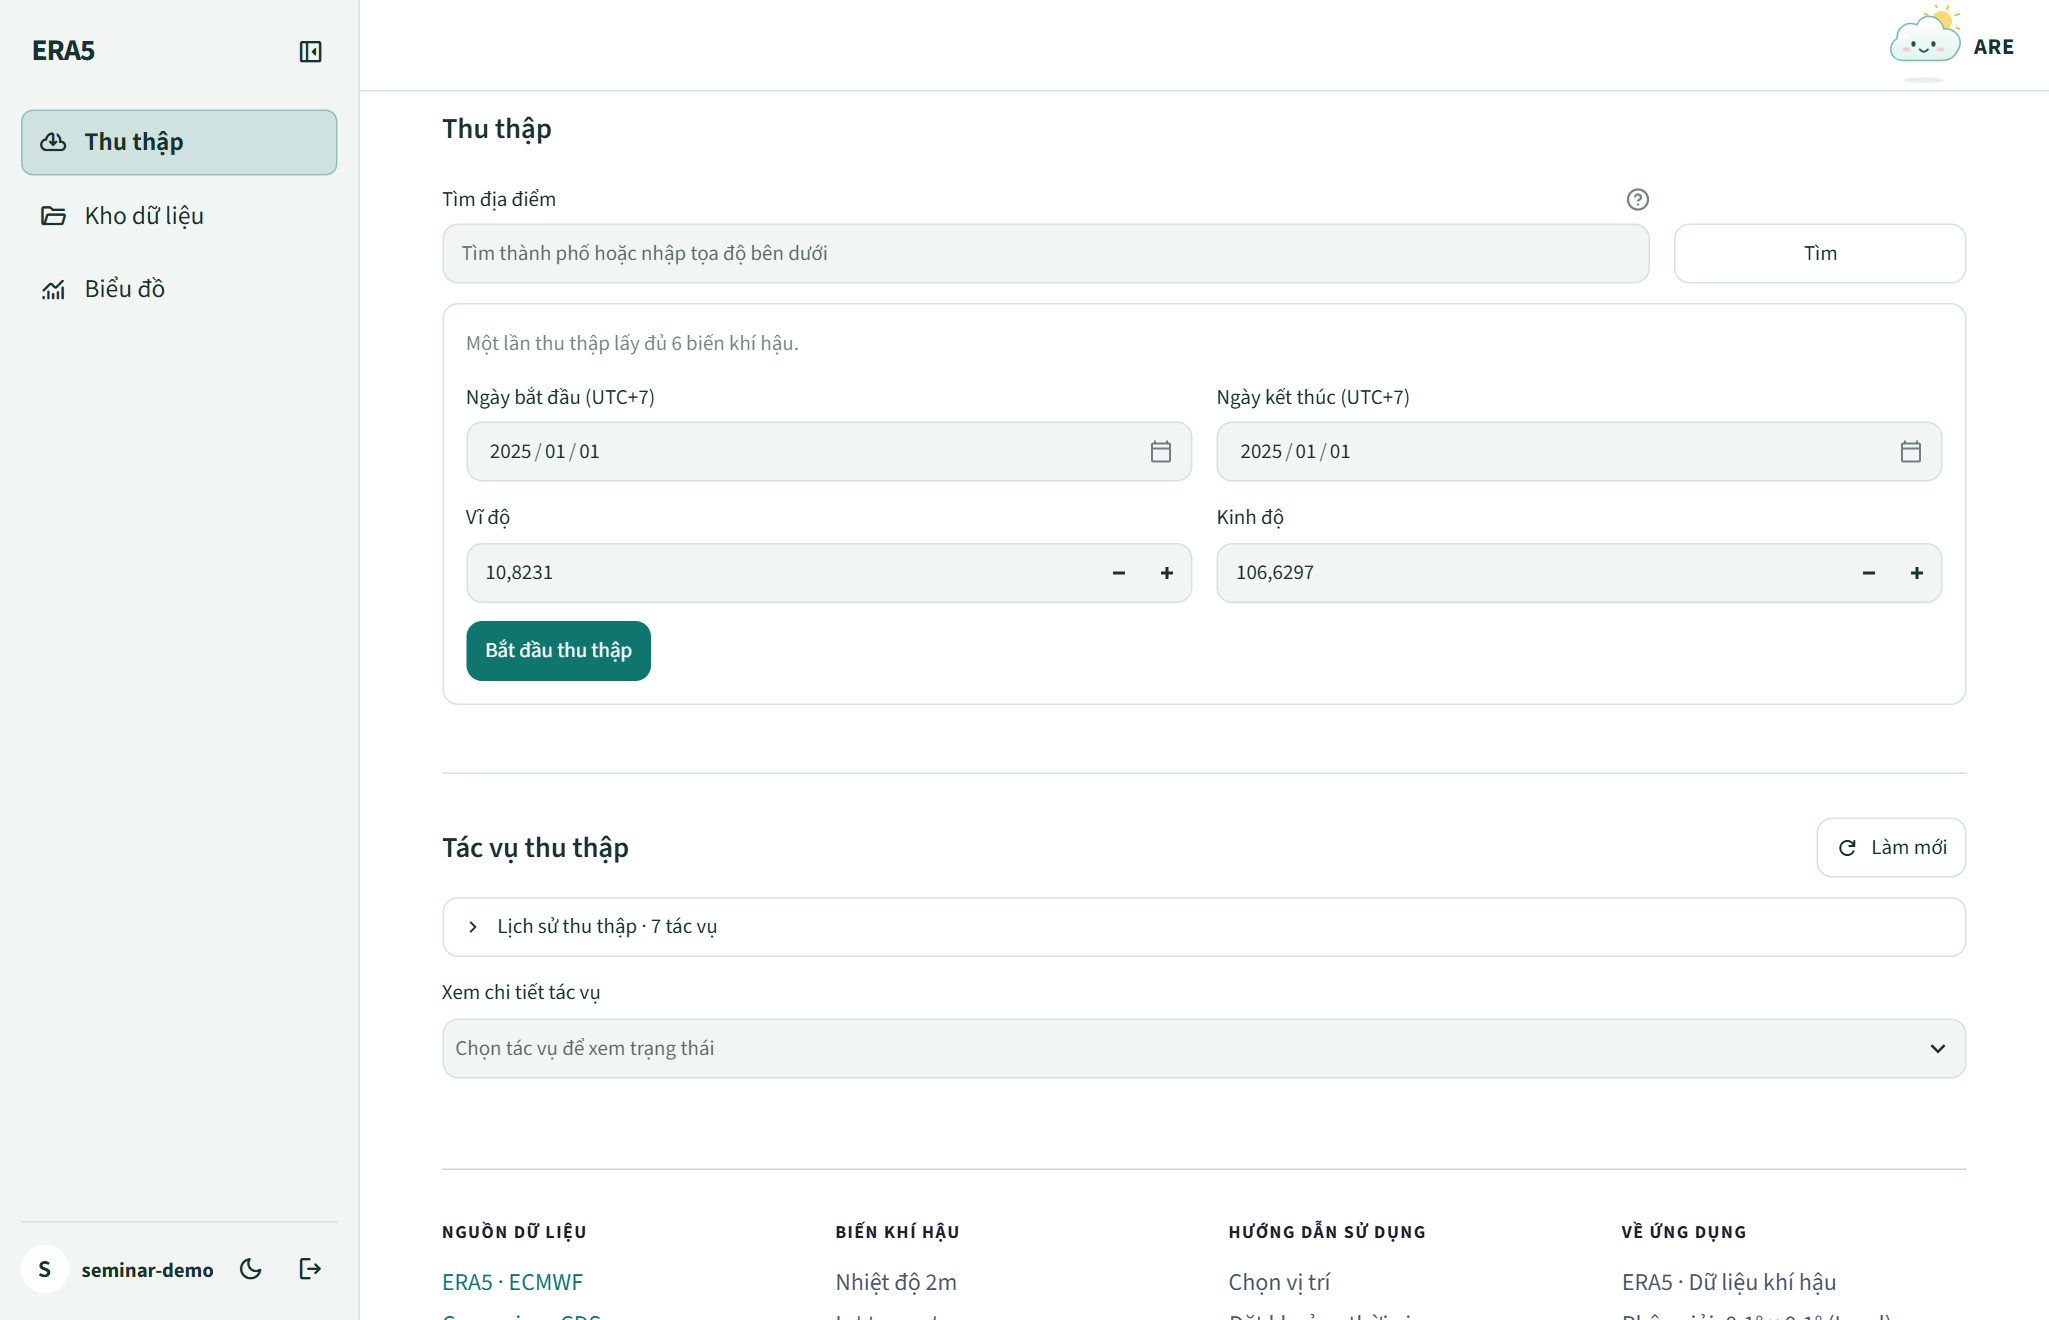 ERA5
ARE
Thu thập
Kho dữ liệu
Biểu đồ
Thu thập
Tìm địa điểm
Tìm thành phố hoặc nhập tọa độ bên dưới
Tìm
Một lần thu thập lấy đủ 6 biến khí hậu.
Ngày bắt đầu (UTC+7)
Ngày kết thúc (UTC+7)
2025/01/01
2025/01/01
Vĩ độ
Kinh độ
10,8231
106,6297
Bắt đầu thu thập
Tác vụ thu thập
Làm mới
Lịch sử thu thập · 7 tác vụ
Xem chi tiết tác vụ
Chọn tác vụ để xem trạng thái
NGUỒN DỮ LIỆU
BIẾN KHÍ HẬU
HƯỚNG DẪN SỬ DỤNG
VỀ ỨNG DỤNG
ERA5 · ECMWF
Nhiệt độ 2m
Chọn vị trí
ERA5 · Dữ liệu khí hậu
S
seminar-demo